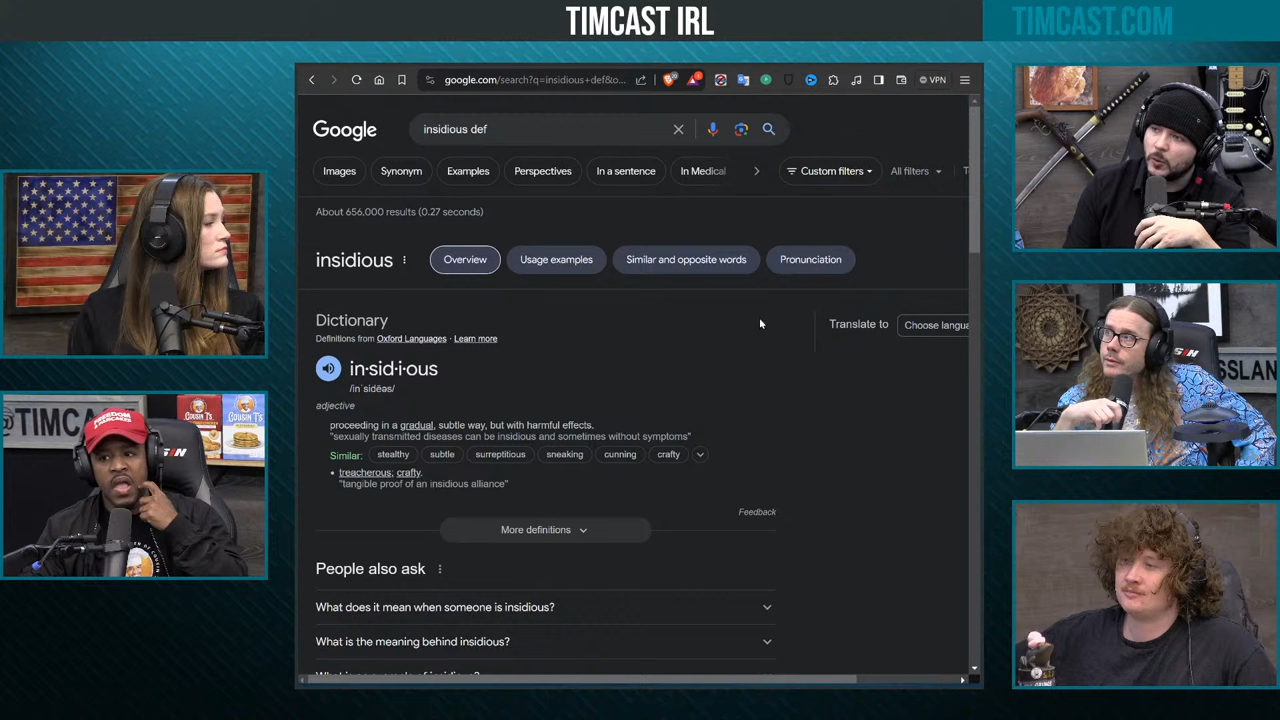 TIMCAST IRL
TIMCAST.COM
google.com/search?q=insidious+def&o...
VPN
Google
insidious def
Images
Synonym
Examples
Perspectives
In a sentence
In Medical
Custom filters
All filters
About 656,000 results (0.27 seconds)
insidious
Overview
Usage examples
Similar and opposite words
Pronunciation
Dictionary
Definitions from Oxford Languages · Learn more
Translate to
Choose langua
in·sid·i·ous
/inˈsidēəs/
adjective
proceeding in a gradual, subtle way, but with harmful effects.
"sexually transmitted diseases can be insidious and sometimes without symptoms"
Similar:
stealthy
subtle
surreptitious
sneaking
cunning
crafty
• treacherous; crafty.
"tangible proof of an insidious alliance"
Feedback
More definitions
People also ask
What does it mean when someone is insidious?
What is the meaning behind insidious?
@TIMCAST
FREEDOM
& PANCAKES
COUSIN T'S
COUSIN T'S